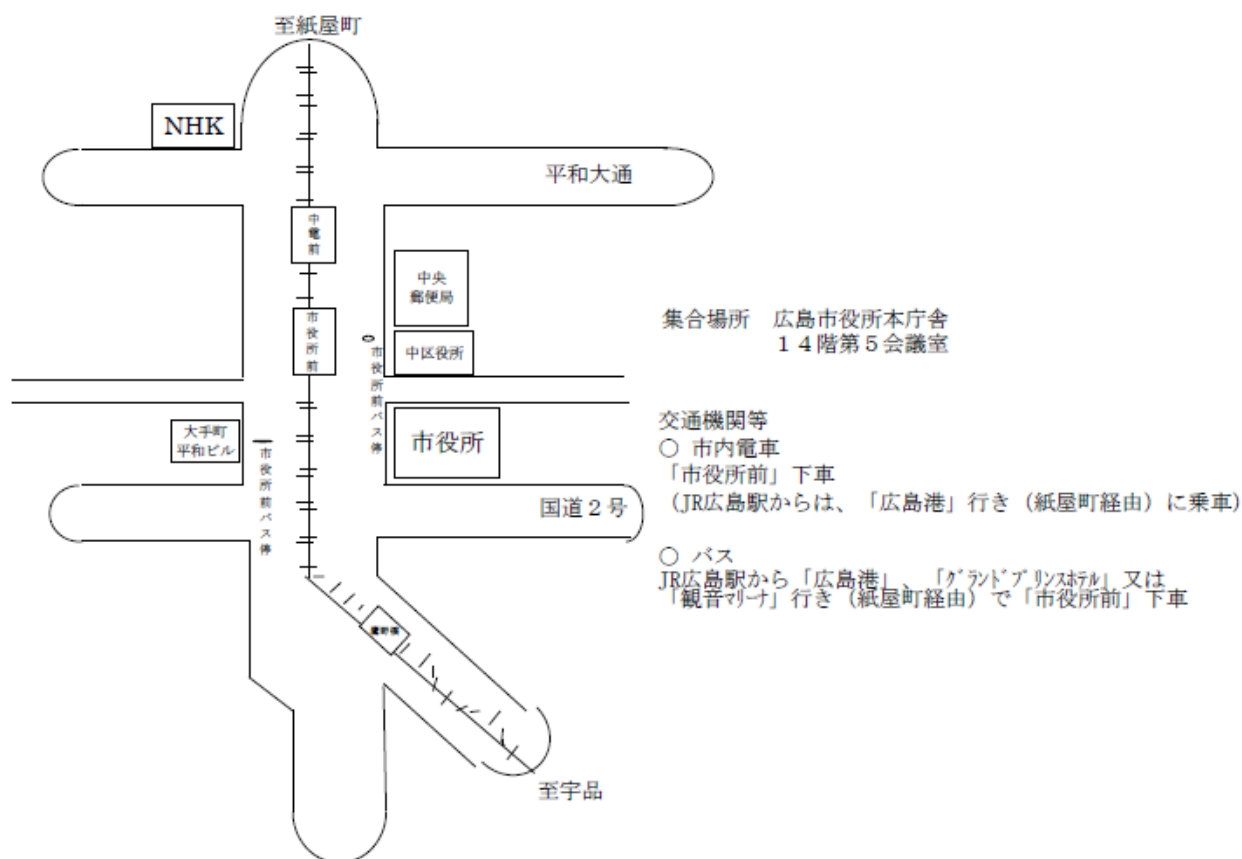 至紙屋町
NHK
平和大通
中電前
中央
郵便局
市役所前
市役所前バス停
中区役所
集合場所　広島市役所本庁舎
１４階第５会議室
大手町
平和ビル
市役所前バス停
市役所
交通機関等
○ 市内電車
「市役所前」下車
（JR広島駅からは、「広島港」行き（紙屋町経由）に乗車）
国道２号
○ バス
JR広島駅から「広島港」、「ｸﾞﾗﾝﾄﾞﾌﾟﾘﾝｽﾎﾃﾙ」又は
「観音ﾏﾘｰﾅ」行き（紙屋町経由）で「市役所前」下車
鷹野橋
至宇品